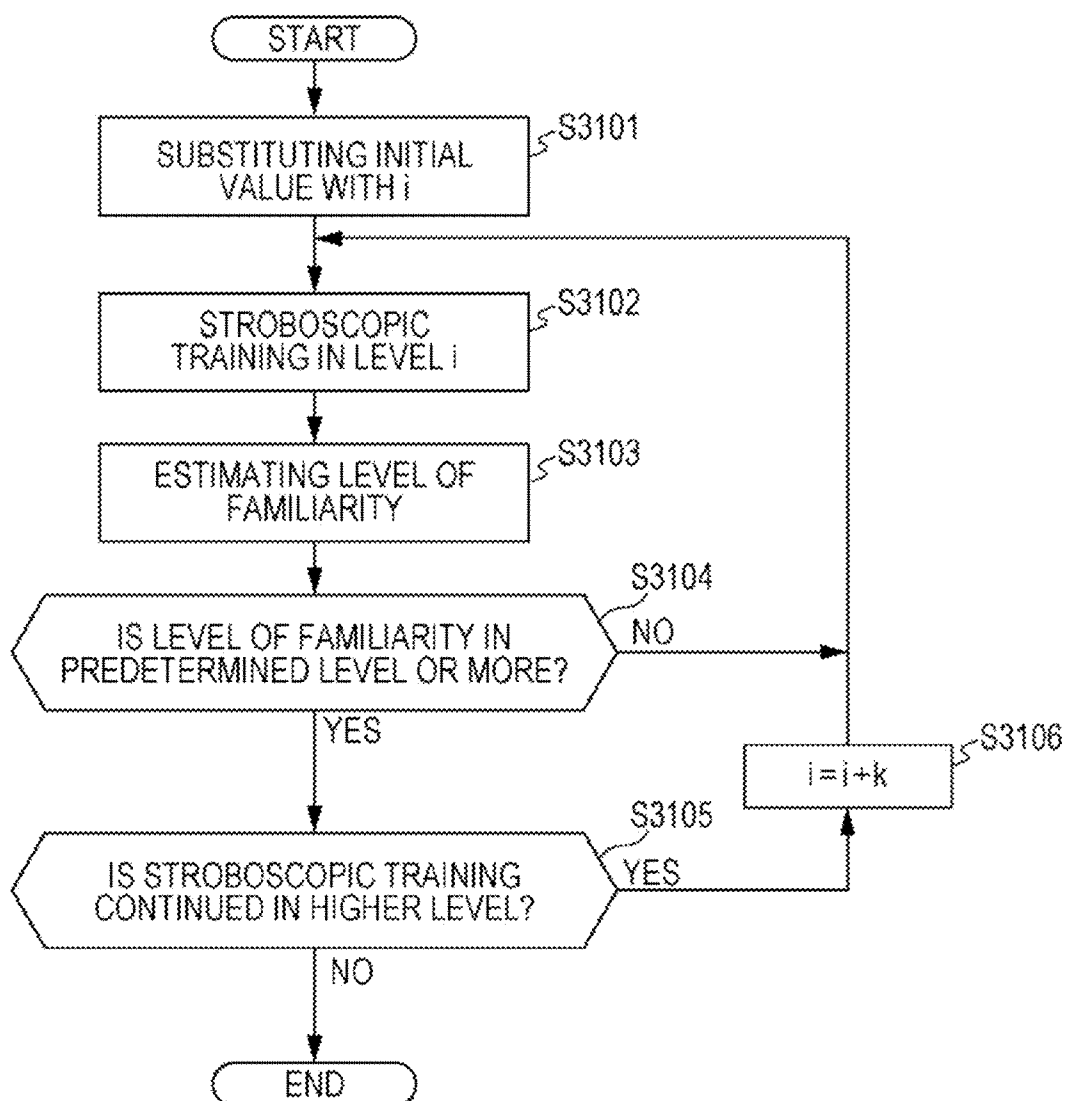 START
S3101
SUBSTITUTING INITIAL
VALUE WITH i
S3102
STROBOSCOPIC
TRAINING IN LEVEL i
S3103
ESTIMATING LEVEL OF
FAMILIARITY
S3104
IS LEVEL OF FAMILIARITY IN
PREDETERMINED LEVEL OR MORE?
NO
YES
S3106
i=i+k
S3105
IS STROBOSCOPIC TRAINING
CONTINUED IN HIGHER LEVEL?
YES
NO
END